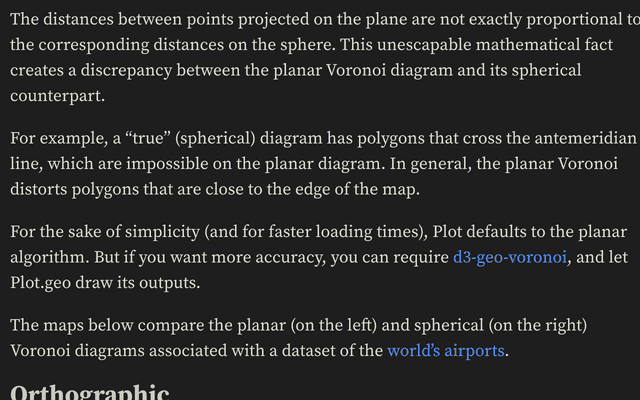 The distances between points projected on the plane are not exactly proportional to
the corresponding distances on the sphere. This unescapable mathematical fact
creates a discrepancy between the planar Voronoi diagram and its spherical
counterpart.
For example, a “true” (spherical) diagram has polygons that cross the antemeridian
line, which are impossible on the planar diagram. In general, the planar Voronoi
distorts polygons that are close to the edge of the map.
For the sake of simplicity (and for faster loading times), Plot defaults to the planar
algorithm. But if you want more accuracy, you can require d3-geo-voronoi, and let
Plot.geo draw its outputs.
The maps below compare the planar (on the left) and spherical (on the right)
Voronoi diagrams associated with a dataset of the world’s airports.
Orthographic